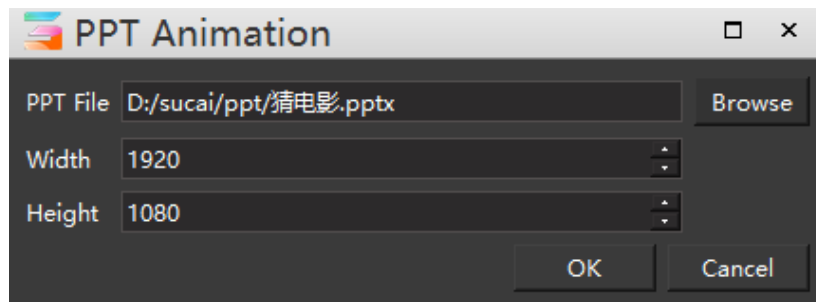 PPT Animation
PPT File D:/sucai/ppt/猜电影.pptx Browse
Width 1920
Height 1080
OK Cancel